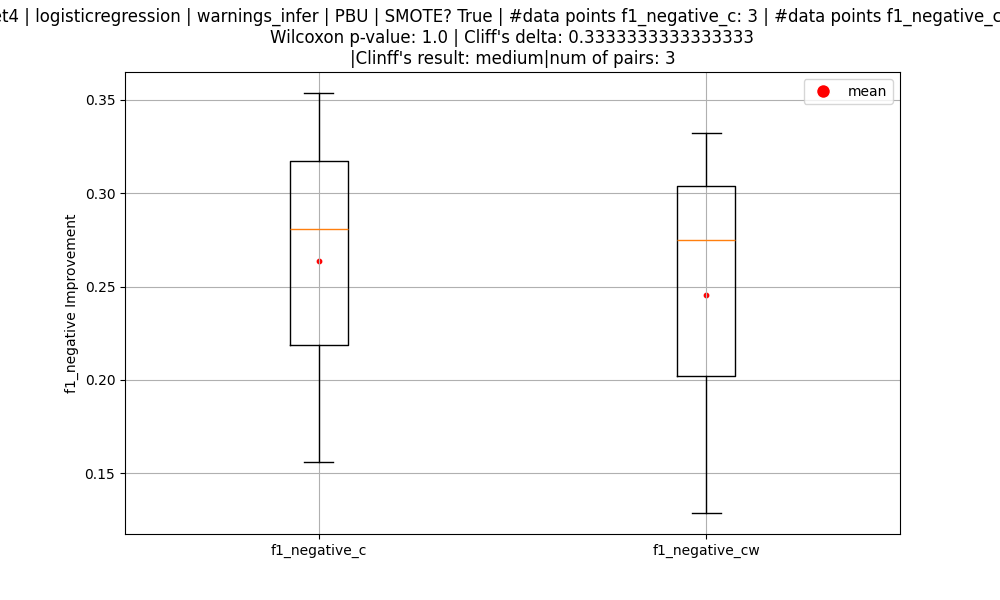 | logisticregression | warnings_infer | PBU | SMOTE? True | #data points f1_negative_c: 3 | #data points
Wilcoxon p-value: 1.0 | Cliff's delta: 0.3333333333333333
|Clinff's result: medium|num of pairs: 3
mean
0.35
0.30
0.25
0.20
0.15
f1_negative Improvement
f1_negative_c
f1_negative_cw